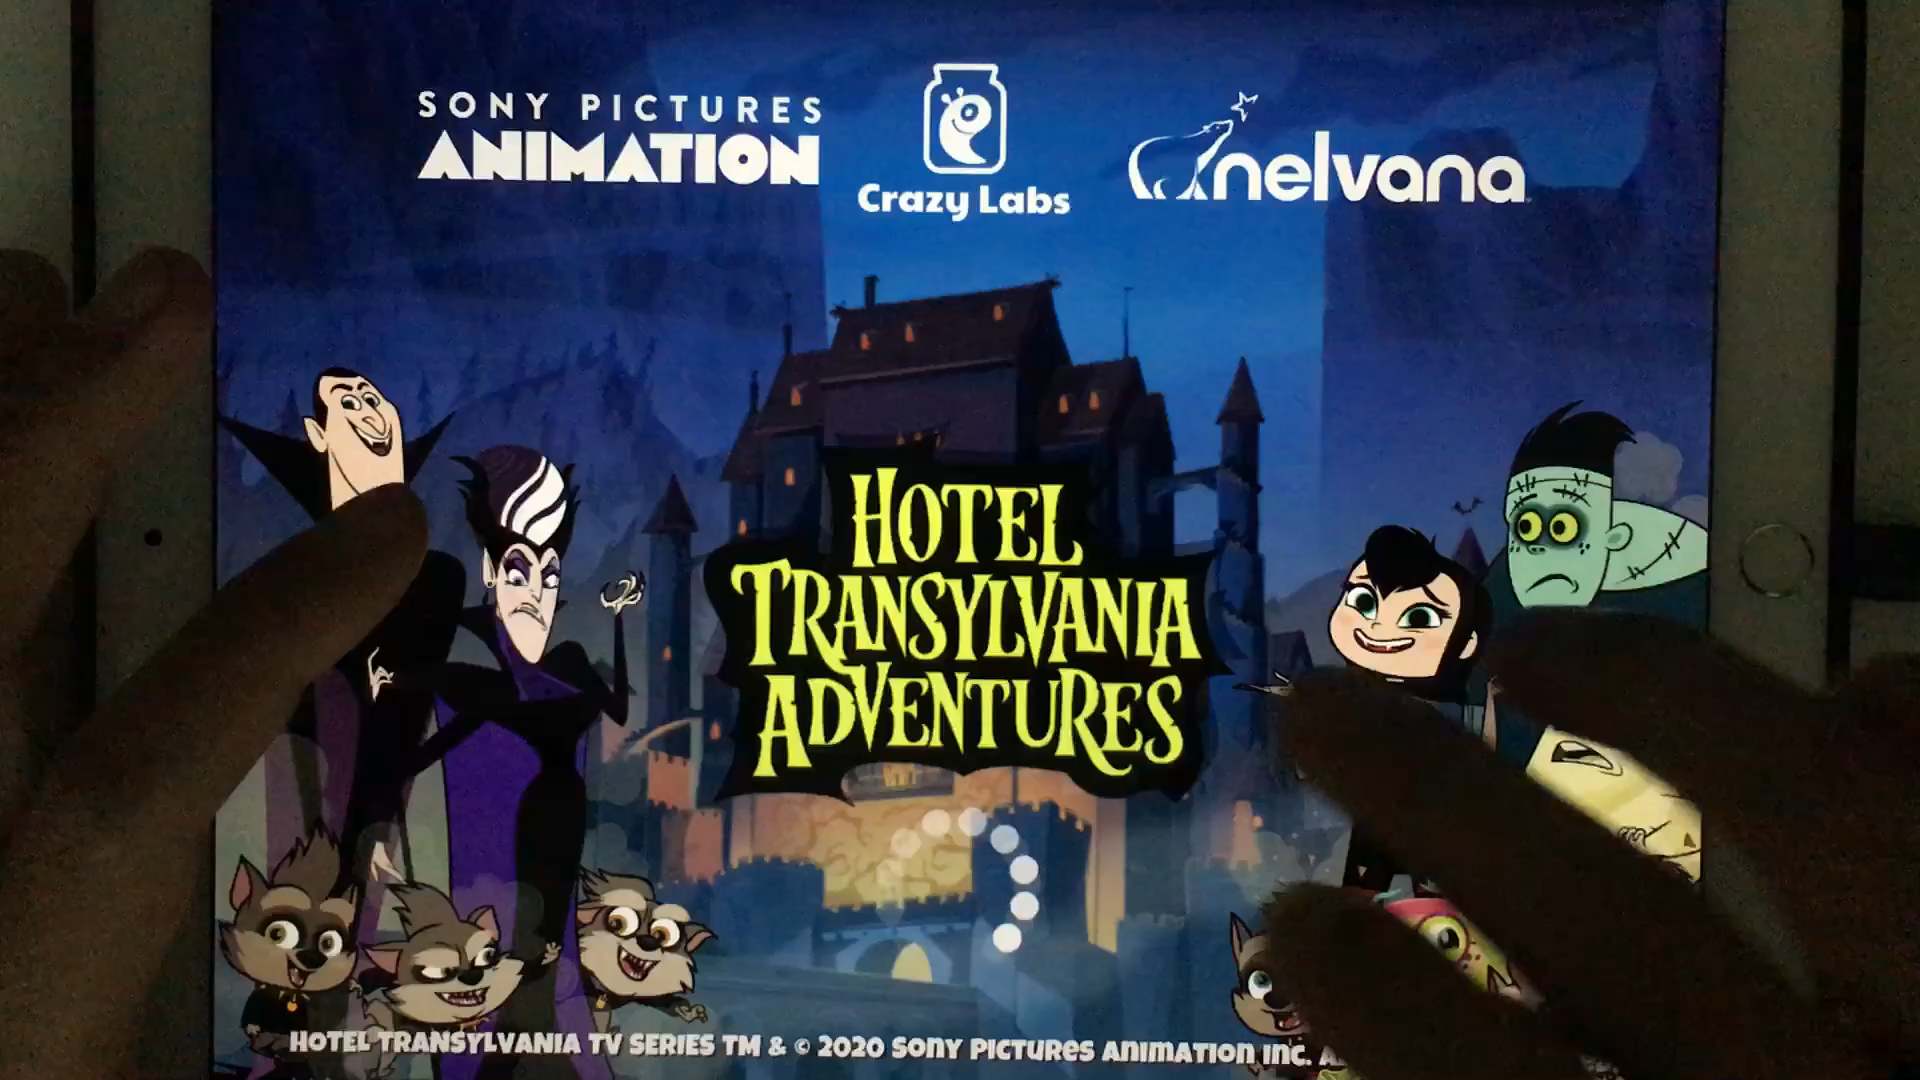 SONY PICTURES
ANIMATION
Crazy Labs
nelvana
HOTEL
TRANSYLVANIA
ADVENTURES
HOTEL TRANSYLVANIA TV SERIES TM & © 2020 SONY PICTURES ANIMATION INC.